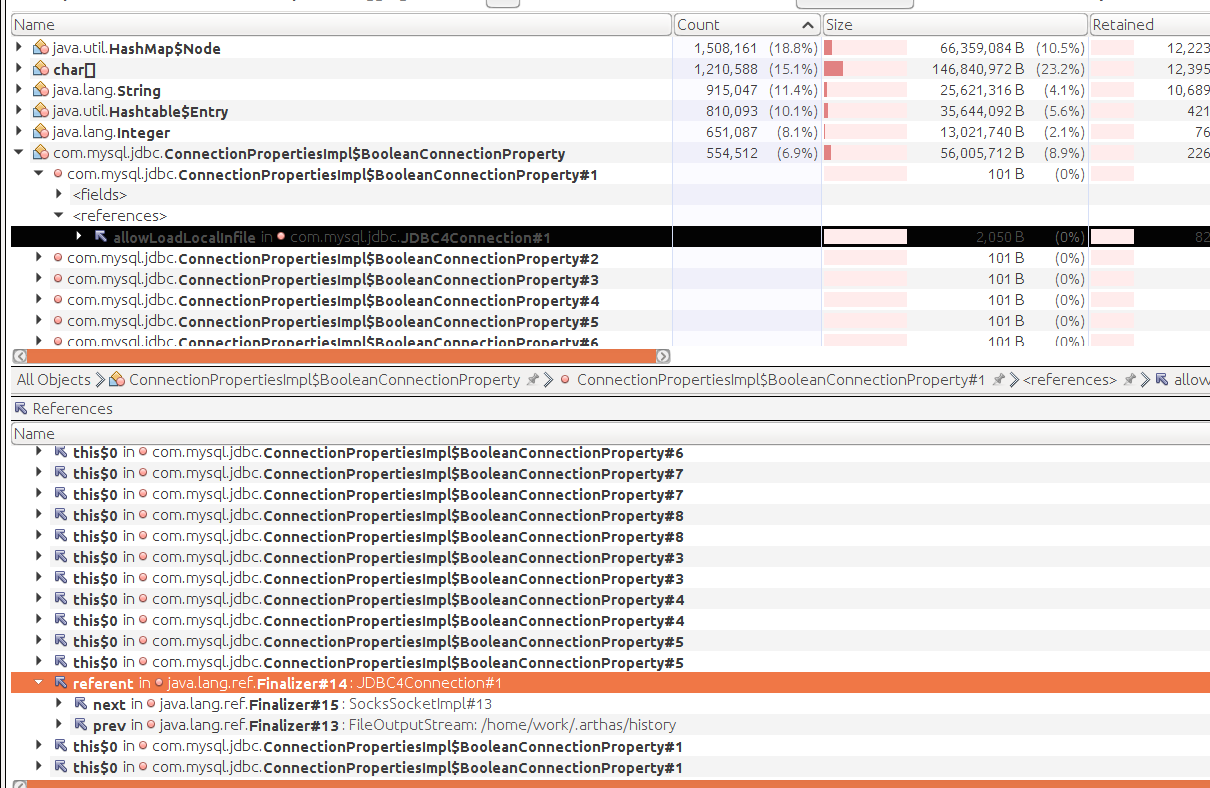 Name Count Size Retained
java.util.HashMap$Node 1,508,161 (18.8%) 66,359,084 B (10.5%) 12,223
char[] 1,210,588 (15.1%) 146,840,972 B (23.2%) 12,395
java.lang.String 915,047 (11.4%) 25,621,316 B (4.1%) 10,689
java.util.Hashtable$Entry 810,093 (10.1%) 35,644,092 B (5.6%) 421
java.lang.Integer 651,087 (8.1%) 13,021,740 B (2.1%) 76
com.mysql.jdbc.ConnectionPropertiesImpl$BooleanConnectionProperty 554,512 (6.9%) 56,005,712 B (8.9%) 226
com.mysql.jdbc.ConnectionPropertiesImpl$BooleanConnectionProperty#1 101 B (0%)
<fields>
<references>
allowLoadLocalInfile in com.mysql.jdbc.JDBC4Connection#1 2,050 B (0%) 82
com.mysql.jdbc.ConnectionPropertiesImpl$BooleanConnectionProperty#2 101 B (0%)
com.mysql.jdbc.ConnectionPropertiesImpl$BooleanConnectionProperty#3 101 B (0%)
com.mysql.jdbc.ConnectionPropertiesImpl$BooleanConnectionProperty#4 101 B (0%)
com.mysql.jdbc.ConnectionPropertiesImpl$BooleanConnectionProperty#5 101 B (0%)
com.mysql.jdbc.ConnectionPropertiesImpl$BooleanConnectionProperty#6 101 B (0%)
All Objects ConnectionPropertiesImpl$BooleanConnectionProperty ConnectionPropertiesImpl$BooleanConnectionProperty#1 <references> allow
References
Name
this$0 in com.mysql.jdbc.ConnectionPropertiesImpl$BooleanConnectionProperty#6
this$0 in com.mysql.jdbc.ConnectionPropertiesImpl$BooleanConnectionProperty#7
this$0 in com.mysql.jdbc.ConnectionPropertiesImpl$BooleanConnectionProperty#7
this$0 in com.mysql.jdbc.ConnectionPropertiesImpl$BooleanConnectionProperty#8
this$0 in com.mysql.jdbc.ConnectionPropertiesImpl$BooleanConnectionProperty#8
this$0 in com.mysql.jdbc.ConnectionPropertiesImpl$BooleanConnectionProperty#3
this$0 in com.mysql.jdbc.ConnectionPropertiesImpl$BooleanConnectionProperty#3
this$0 in com.mysql.jdbc.ConnectionPropertiesImpl$BooleanConnectionProperty#4
this$0 in com.mysql.jdbc.ConnectionPropertiesImpl$BooleanConnectionProperty#4
this$0 in com.mysql.jdbc.ConnectionPropertiesImpl$BooleanConnectionProperty#5
this$0 in com.mysql.jdbc.ConnectionPropertiesImpl$BooleanConnectionProperty#5
referent in java.lang.ref.Finalizer#14 : JDBC4Connection#1
next in java.lang.ref.Finalizer#15 : SocksSocketImpl#13
prev in java.lang.ref.Finalizer#13 : FileOutputStream: /home/work/.arthas/history
this$0 in com.mysql.jdbc.ConnectionPropertiesImpl$BooleanConnectionProperty#1
this$0 in com.mysql.jdbc.ConnectionPropertiesImpl$BooleanConnectionProperty#1